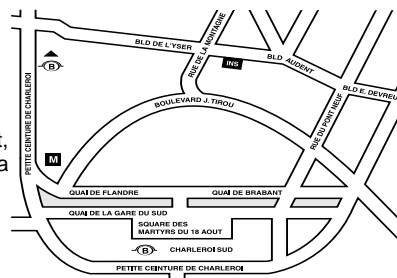 BLD DE L'YSER
RUE DE LA MONTAGNE
INS
BLD AUDENT
BLD E. DEVREU
B
PETITE CEINTURE DE CHARLEROI
BOULEVARD J. TIROU
RUE DU PONT NEUF
t,
a
M
QUAI DE FLANDRE
QUAI DE BRABANT
QUAI DE LA GARE DU SUD
SQUARE DES
MARTYRS DU 18 AOUT
B
CHARLEROI SUD
PETITE CEINTURE DE CHARLEROI